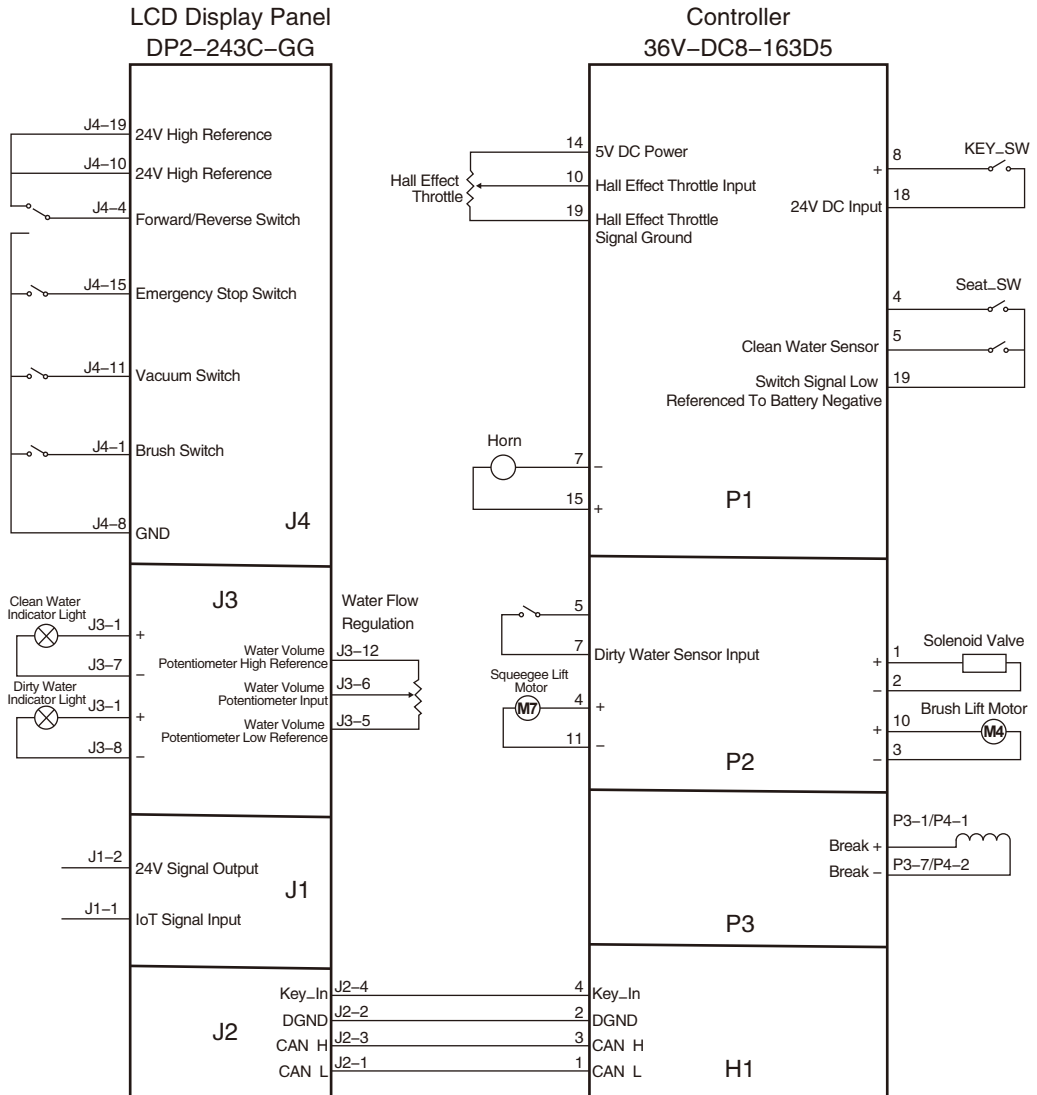 LCD Display Panel
DP2–243C–GG
J4–19
24V High Reference
J4–10
24V High Reference
J4–4
Forward/Reverse Switch
J4–15
Emergency Stop Switch
J4–11
Vacuum Switch
J4–1
Brush Switch
J4–8
GND
J4
Clean Water
Indicator Light
J3–1
+
J3–7
–
Dirty Water
Indicator Light
J3–1
+
J3–8
–
J3
Water Flow
Regulation
Water Volume
Potentiometer High Reference
J3–12
Water Volume
Potentiometer Input
J3–6
Water Volume
Potentiometer Low Reference
J3–5
J1–2
24V Signal Output
J1–1
IoT Signal Input
J1
J2
Key_In
J2–4
DGND
J2–2
CAN H
J2–3
CAN L
J2–1
Controller
36V–DC8–163D5
Hall Effect
Throttle
14
5V DC Power
10
Hall Effect Throttle Input
19
Hall Effect Throttle
Signal Ground
8
+
KEY_SW
24V DC Input
18
Seat_SW
4
Clean Water Sensor
5
Switch Signal Low
Referenced To Battery Negative
19
Horn
7
–
15
+
P1
5
7
Dirty Water Sensor Input
Squeegee Lift
Motor
M7
4
+
11
–
Solenoid Valve
+
1
–
2
Brush Lift Motor
M4
+
10
–
3
P2
P3–1/P4–1
Break +
P3–7/P4–2
Break –
P3
4
Key_In
2
DGND
3
CAN H
1
CAN L
H1